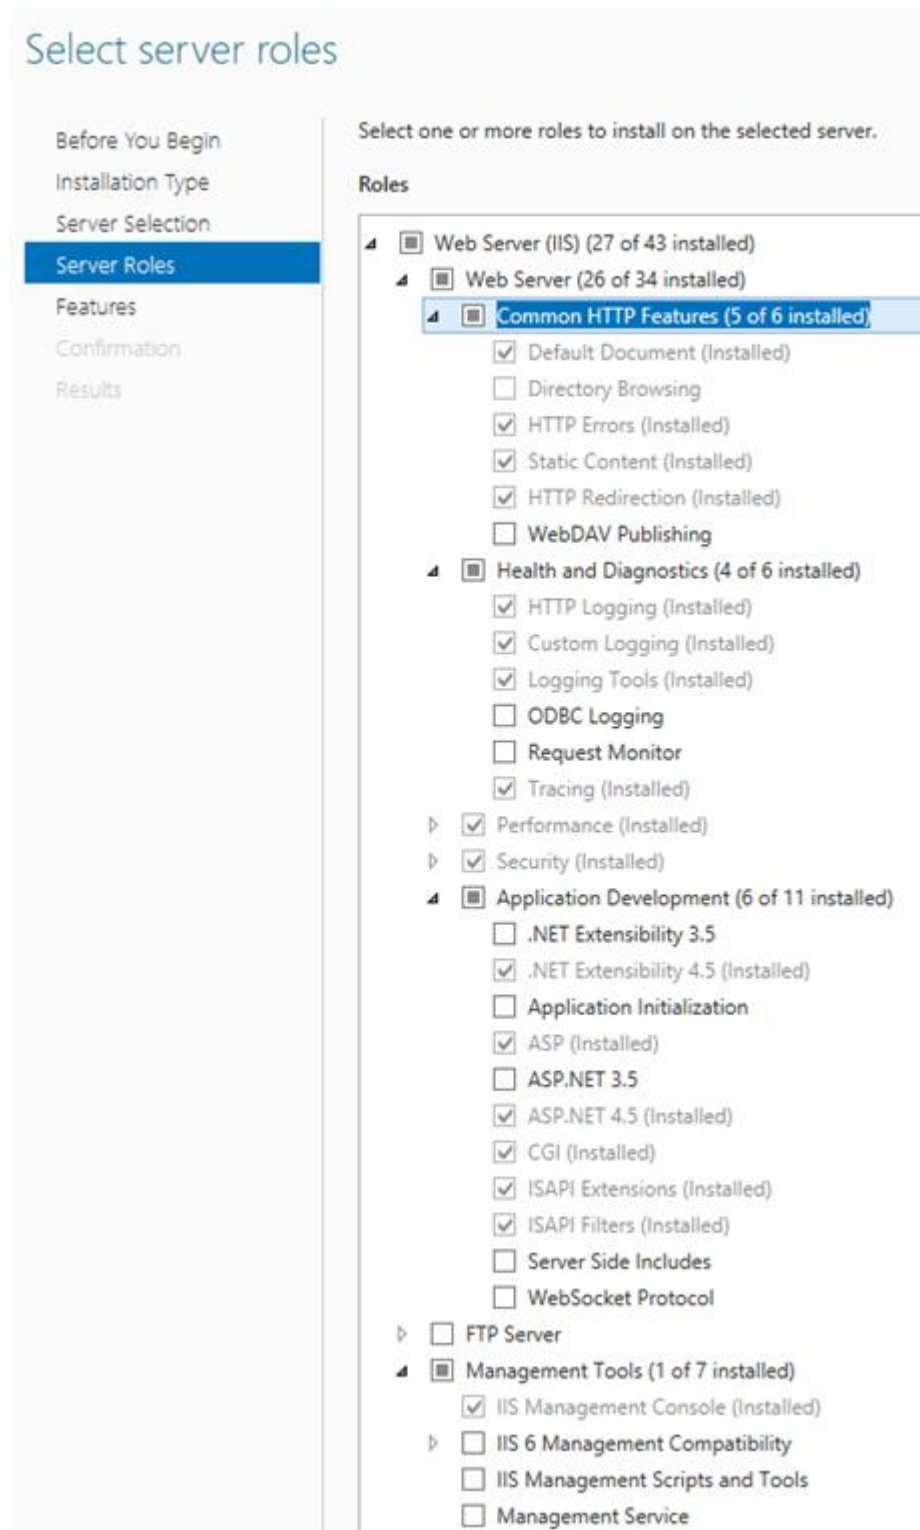 Select server roles
Before You Begin
Installation Type
Server Selection
Server Roles
Features
Confirmation
Results
Select one or more roles to install on the selected server.
Roles
Web Server (IIS) (27 of 43 installed)
Web Server (26 of 34 installed)
Common HTTP Features (5 of 6 installed)
Default Document (Installed)
Directory Browsing
HTTP Errors (Installed)
Static Content (Installed)
HTTP Redirection (Installed)
WebDAV Publishing
Health and Diagnostics (4 of 6 installed)
HTTP Logging (Installed)
Custom Logging (Installed)
Logging Tools (Installed)
ODBC Logging
Request Monitor
Tracing (Installed)
Performance (Installed)
Security (Installed)
Application Development (6 of 11 installed)
.NET Extensibility 3.5
.NET Extensibility 4.5 (Installed)
Application Initialization
ASP (Installed)
ASP.NET 3.5
ASP.NET 4.5 (Installed)
CGI (Installed)
ISAPI Extensions (Installed)
ISAPI Filters (Installed)
Server Side Includes
WebSocket Protocol
FTP Server
Management Tools (1 of 7 installed)
IIS Management Console (Installed)
IIS 6 Management Compatibility
IIS Management Scripts and Tools
Management Service